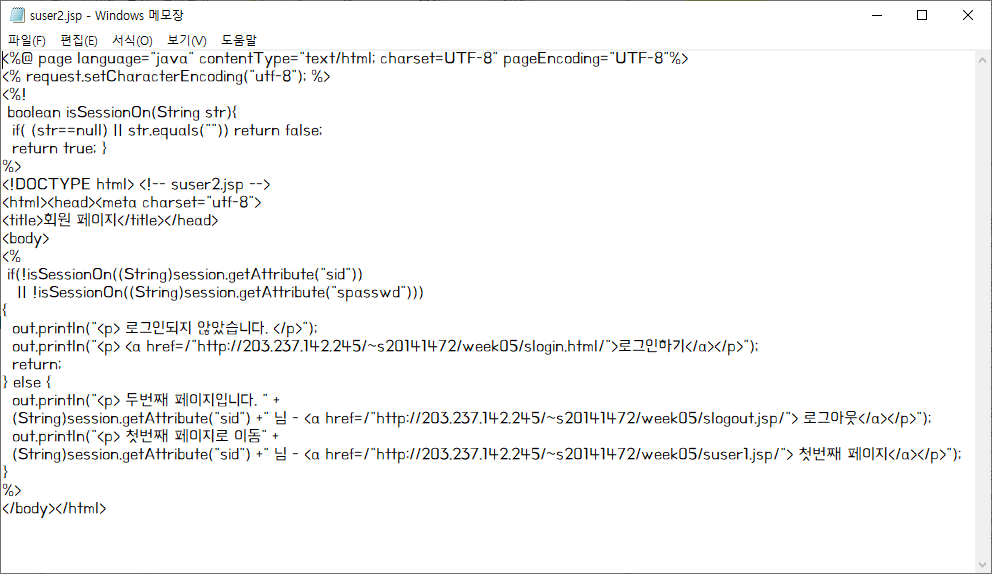 suser2.jsp - Windows 메모장
파일(F) 편집(E) 서식(O) 보기(V) 도움말
<%@ page language="java" contentType="text/html; charset=UTF-8" pageEncoding="UTF-8"%>
<% request.setCharacterEncoding("utf-8"); %>
<%!
boolean isSessionOn(String str){
if( (str==null) || str.equals("")) return false;
return true; }
%>
<!DOCTYPE html> <!-- suser2.jsp -->
<html><head><meta charset="utf-8">
<title>회원 페이지</title></head>
<body>
<%
if(!isSessionOn((String)session.getAttribute("sid"))
|| !isSessionOn((String)session.getAttribute("spasswd")))
{
out.println("<p> 로그인되지 않았습니다. </p>");
out.println("<p> <a href=/"http://203.237.142.245/~s20141472/week05/slogin.html/">로그인하기</a></p>");
return;
} else {
out.println("<p> 두번째 페이지입니다. " +
(String)session.getAttribute("sid") +" 님 - <a href=/"http://203.237.142.245/~s20141472/week05/slogout.jsp/"> 로그아웃</a></p>");
out.println("<p> 첫번째 페이지로 이동" +
(String)session.getAttribute("sid") +" 님 - <a href=/"http://203.237.142.245/~s20141472/week05/suser1.jsp/"> 첫번째 페이지</a></p>");
}
%>
</body></html>